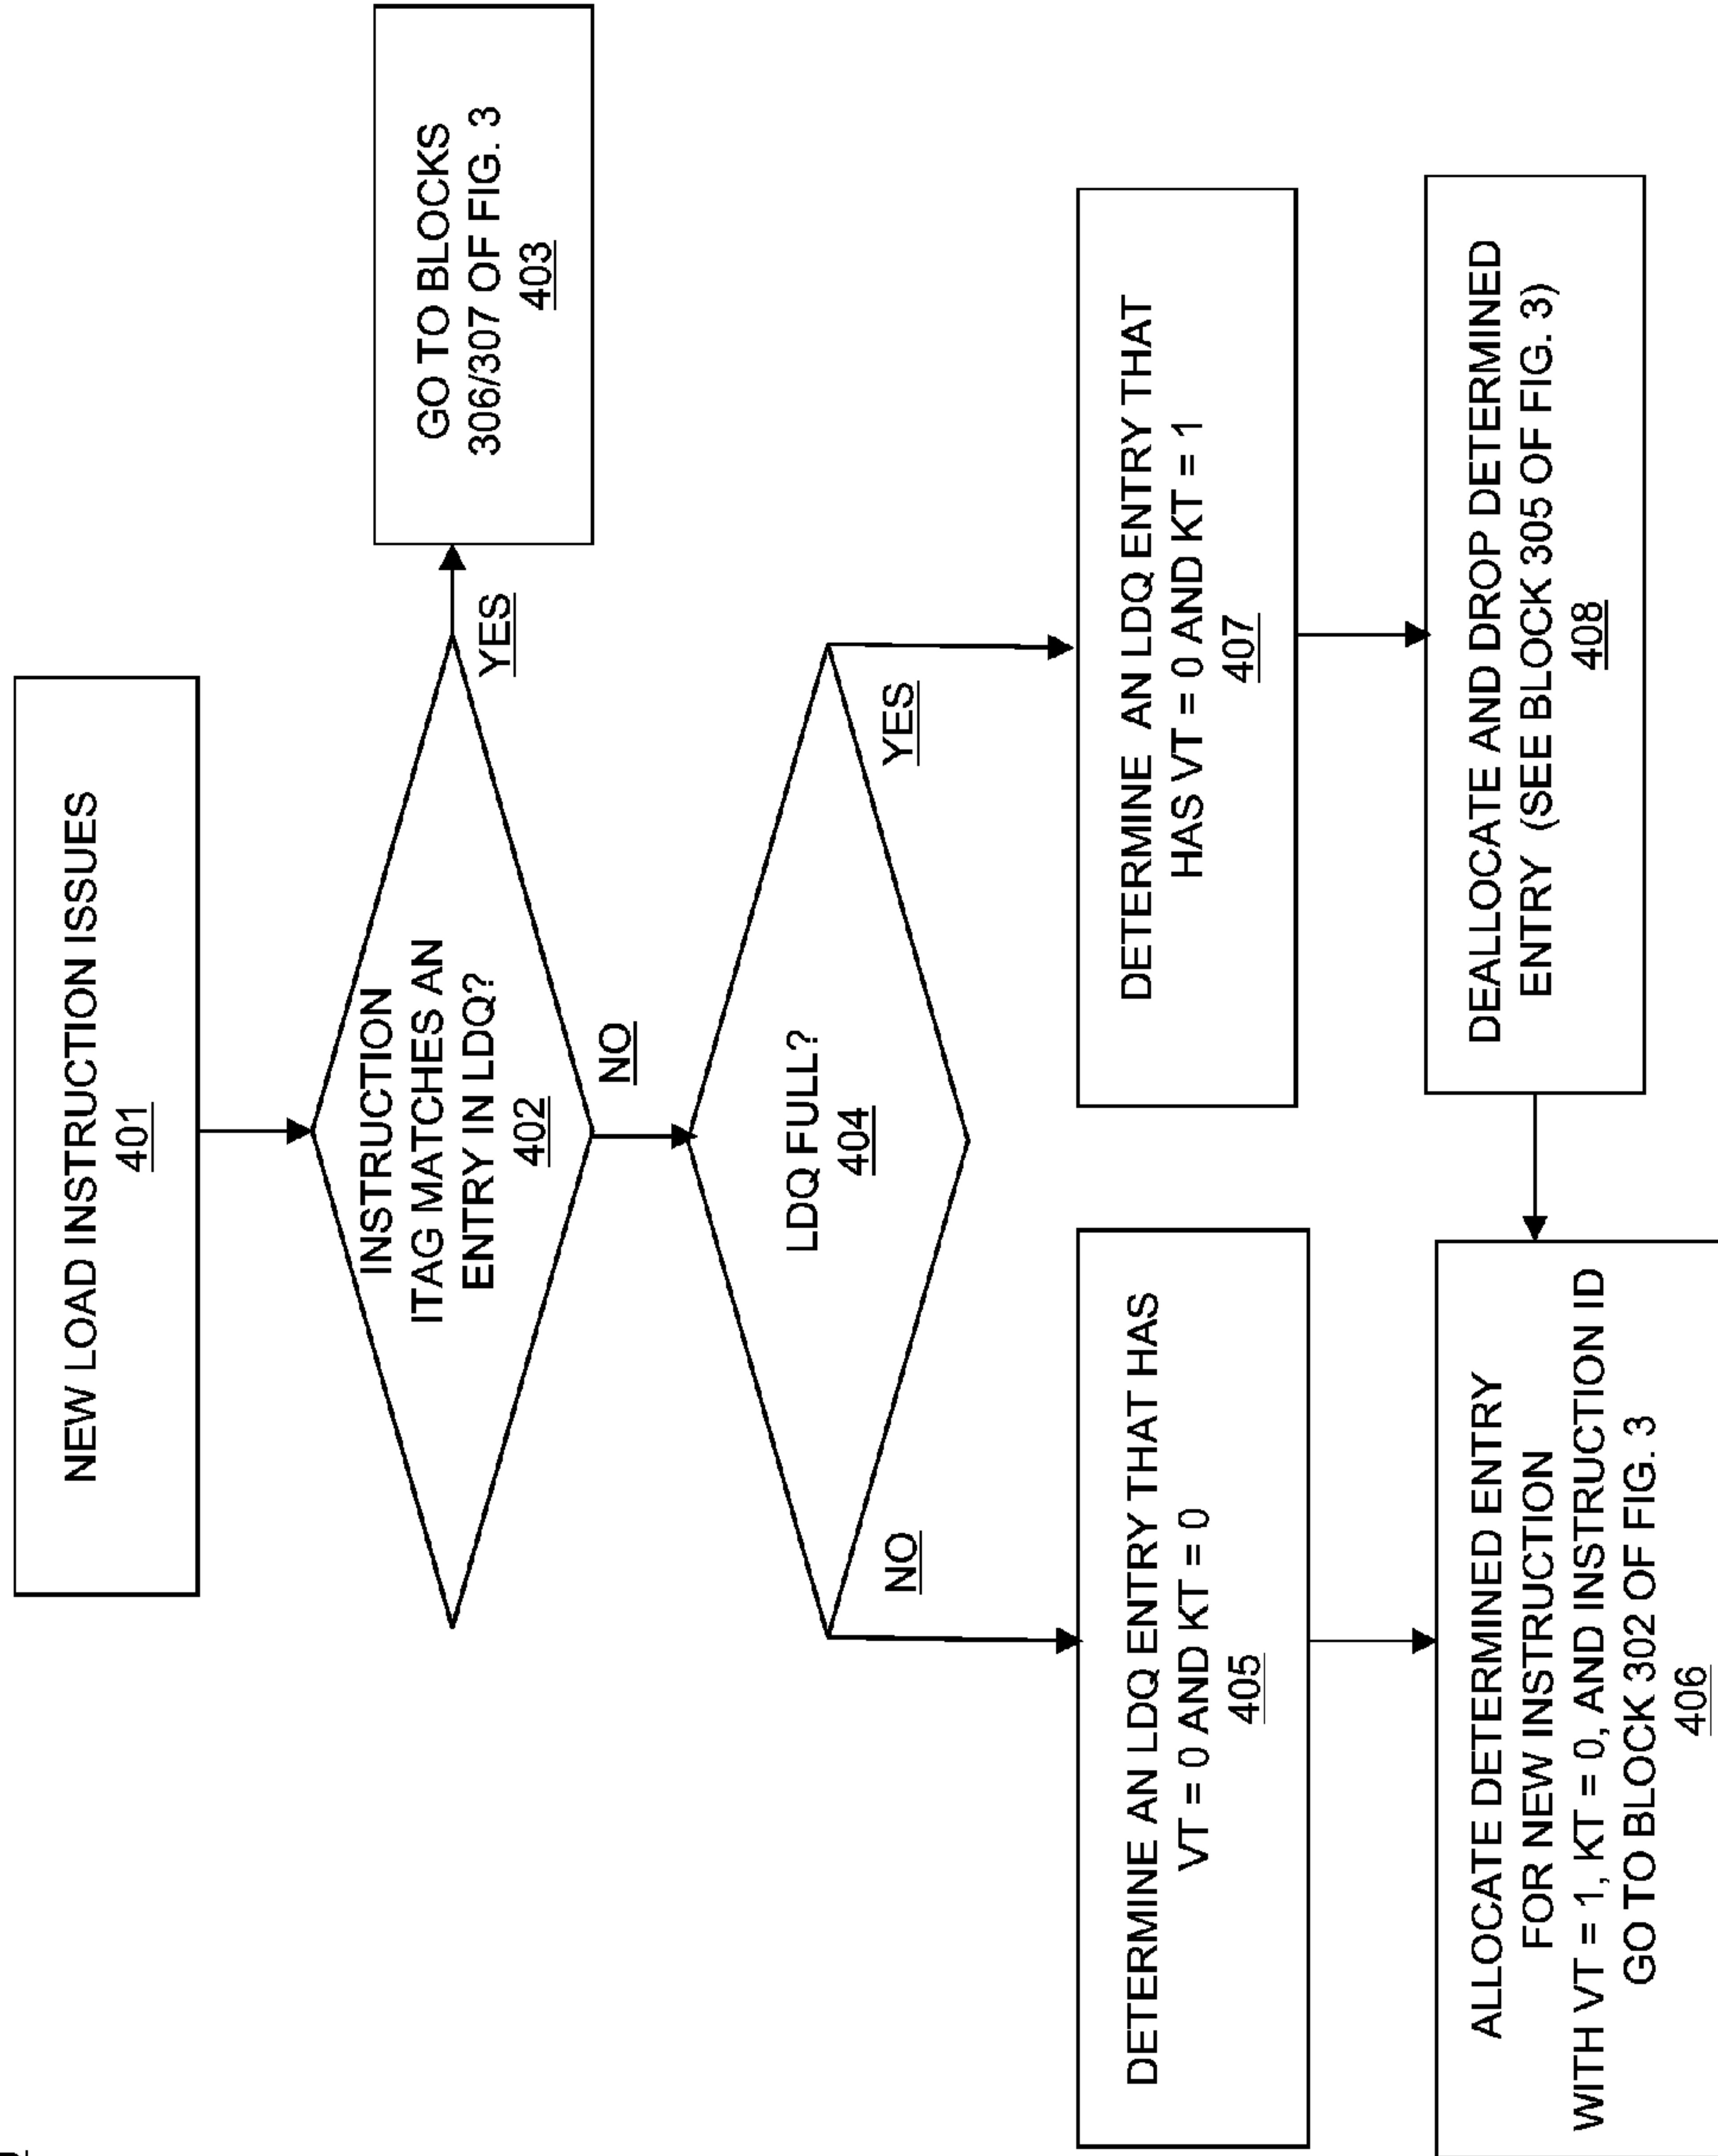 NEW LOAD INSTRUCTION ISSUES
401
INSTRUCTION
ITAG MATCHES AN
ENTRY IN LDQ?
402
YES
GO TO BLOCKS
306/307 OF FIG. 3
403
NO
LDQ FULL?
404
NO
YES
DETERMINE AN LDQ ENTRY THAT HAS
VT = 0 AND KT = 0
405
DETERMINE AN LDQ ENTRY THAT
HAS VT = 0 AND KT = 1
407
ALLOCATE DETERMINED ENTRY
FOR NEW INSTRUCTION
WITH VT = 1, KT = 0, AND INSTRUCTION ID
GO TO BLOCK 302 OF FIG. 3
406
DEALLOCATE AND DROP DETERMINED
ENTRY (SEE BLOCK 305 OF FIG. 3)
408